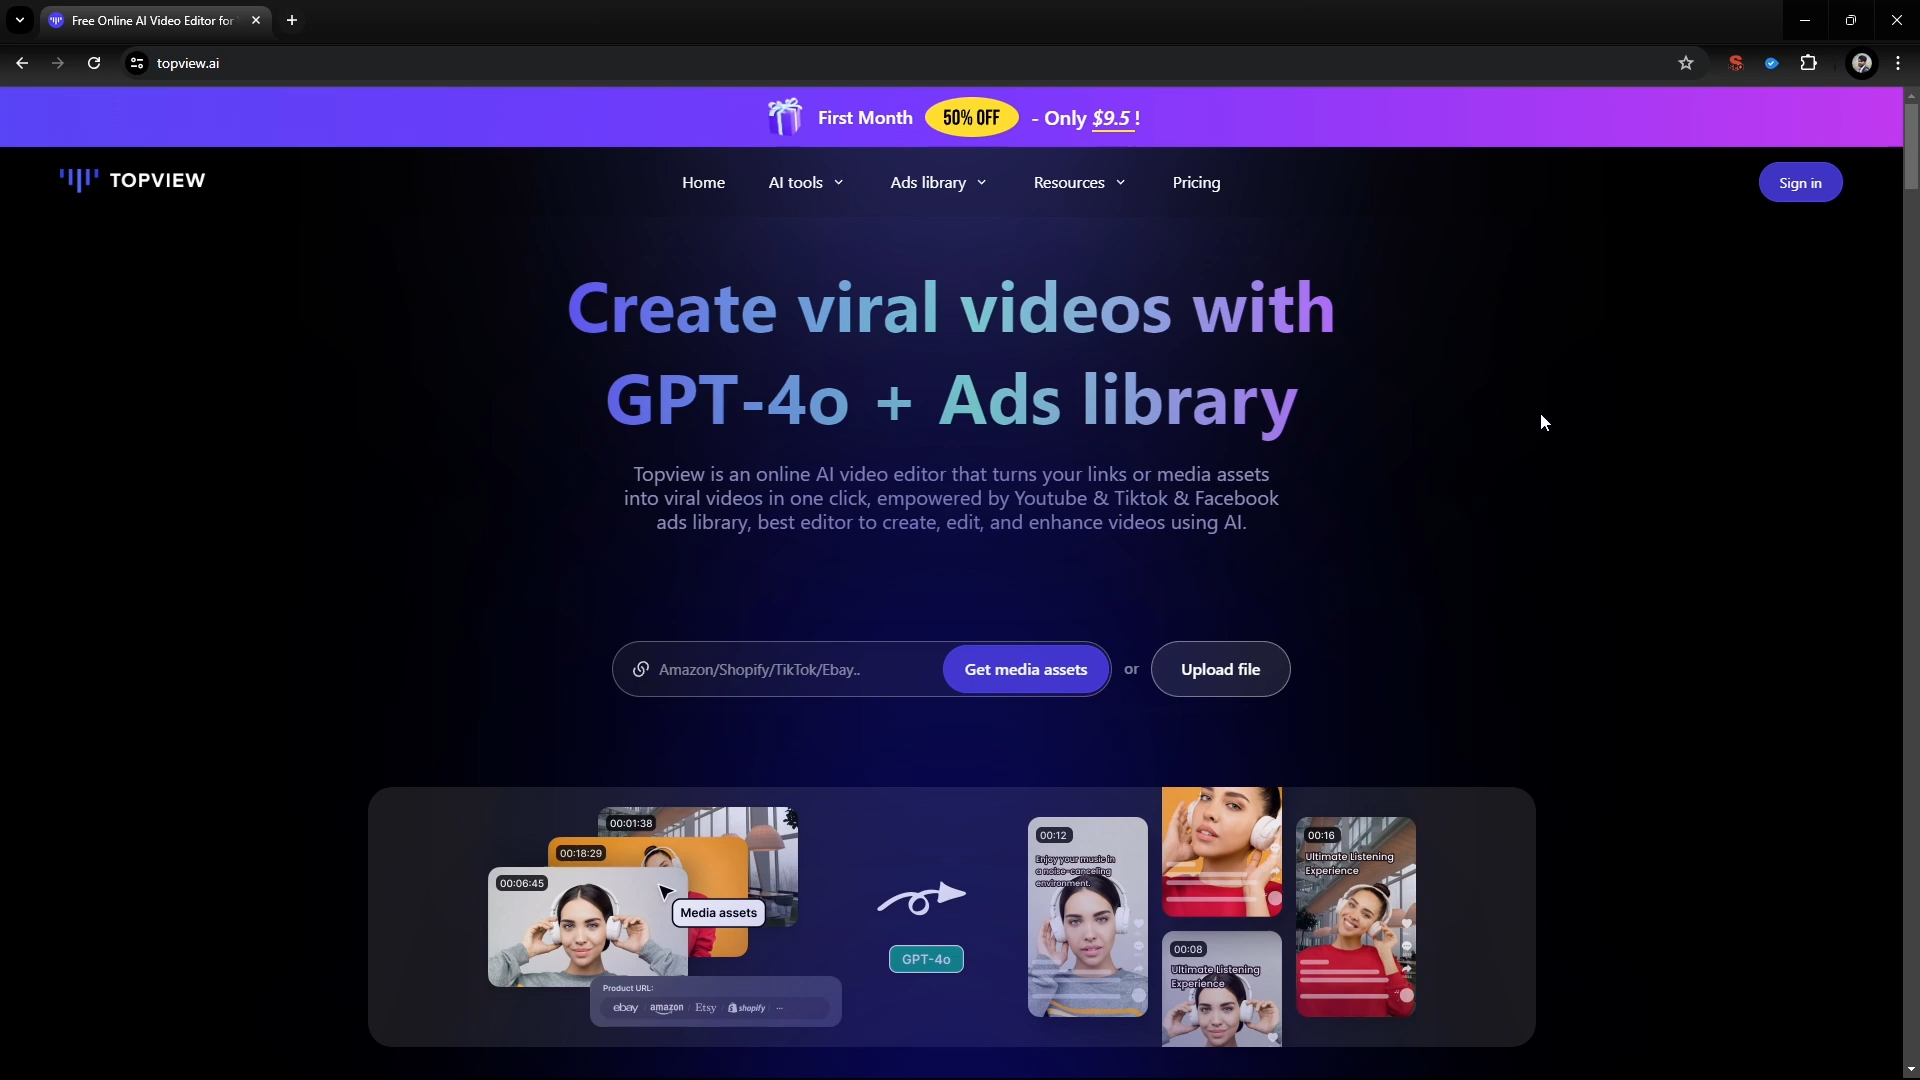 Free Online AI Video Editor for
topview.ai
First Month 50% OFF - Only $9.5 !
TOPVIEW
Home
AI tools
Ads library
Resources
Pricing
Sign in
Create viral videos with
GPT-4o + Ads library
Topview is an online AI video editor that turns your links or media assets
into viral videos in one click, empowered by Youtube & Tiktok & Facebook
ads library, best editor to create, edit, and enhance videos using AI.
Amazon/Shopify/TikTok/Ebay..
Get media assets
or
Upload file
00:01:38
00:18:29
00:06:45
Media assets
Product URL:
ebay amazon Etsy shopify ...
GPT-4o
00:12
Enjoy your music in
a noise-canceling
environment.
00:08
Ultimate Listening
Experience
00:16
Ultimate Listening
Experience